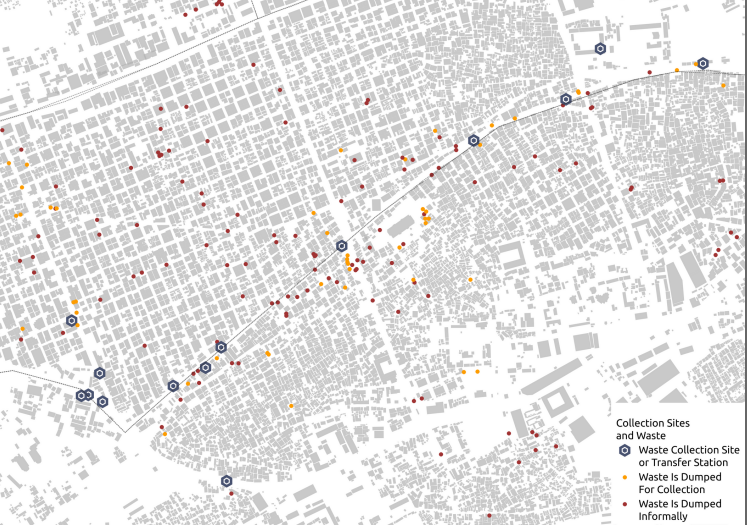 Collection Sites
and Waste
Waste Collection Site
or Transfer Station
Waste Is Dumped
For Collection
Waste Is Dumped
Informally